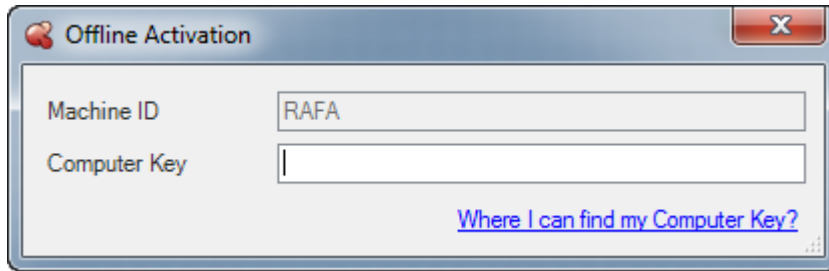 Offline Activation
Machine ID RAFA
Computer Key
Where I can find my Computer Key?